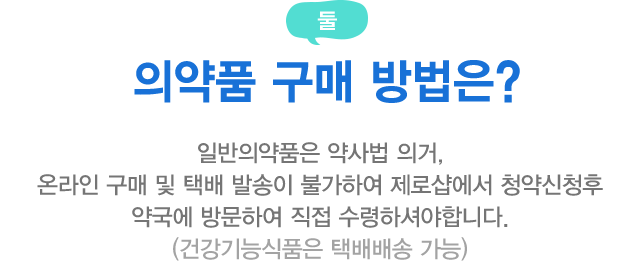 둘
의약품 구매 방법은?
일반의약품은 약사법 의거,
온라인 구매 및 택배 발송이 불가하여 제로샵에서 청약신청후
약국에 방문하여 직접 수령하셔야합니다.
(건강기능식품은 택배배송 가능)